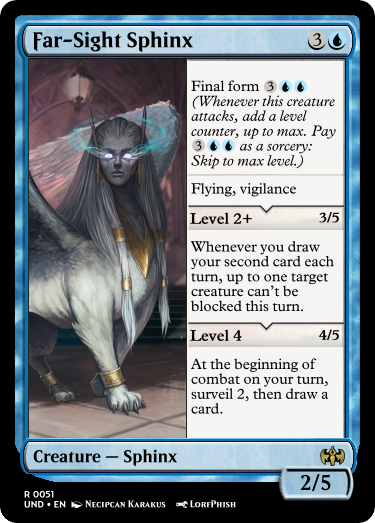 Far-Sight Sphinx 3
Final form 3
(Whenever this creature
attacks, add a level
counter, up to max. Pay
3 as a sorcery:
Skip to max level.)
Flying, vigilance
Level 2+ 3/5
Whenever you draw
your second card each
turn, up to one target
creature can't be
blocked this turn.
Level 4 4/5
At the beginning of
combat on your turn,
surveil 2, then draw a
card.
Creature — Sphinx
2/5
R 0051
UND • EN Necipcan Karakus LorfPhish